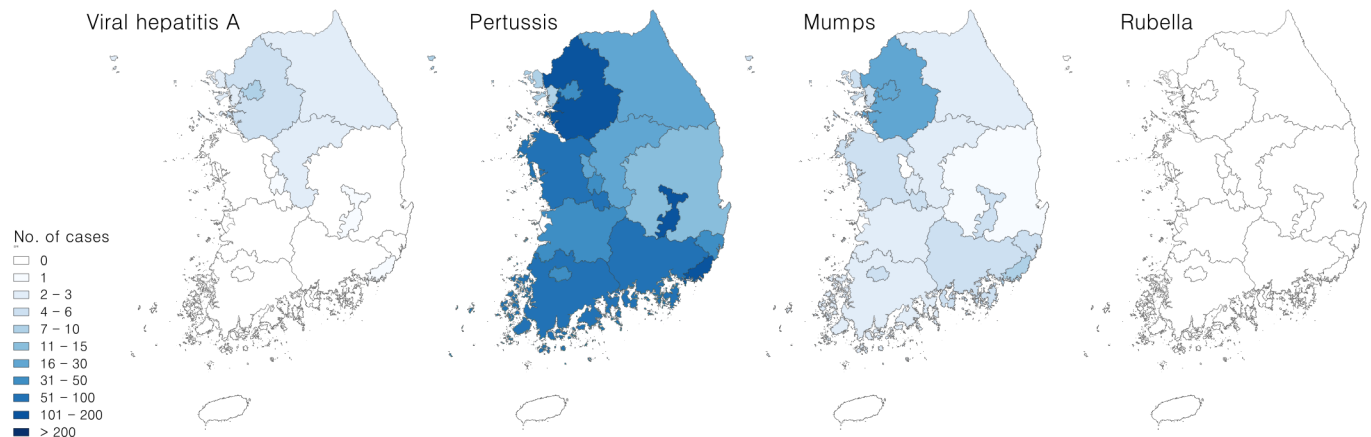 Viral hepatitis A
Pertussis
Mumps
Rubella
No. of cases
0
1
2 – 3
4 – 6
7 – 10
11 – 15
16 – 30
31 – 50
51 – 100
101 – 200
> 200